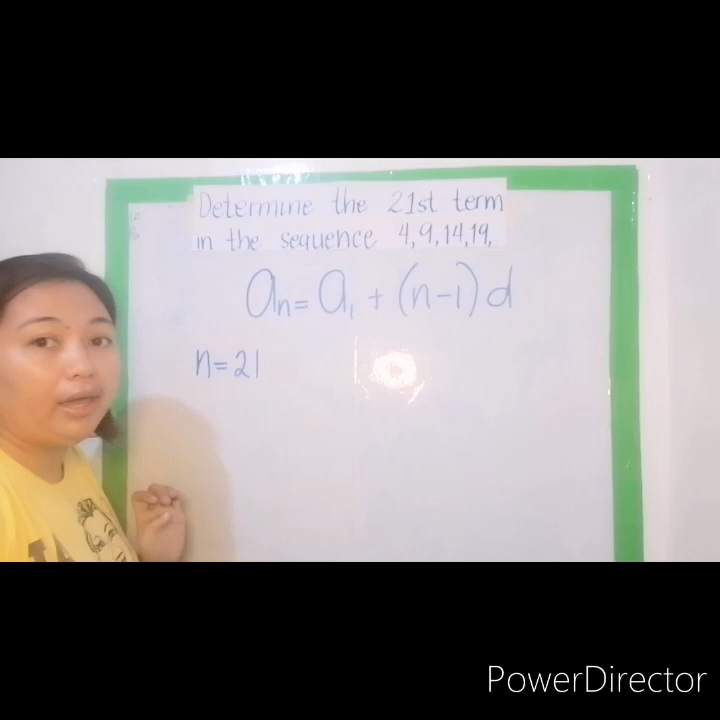 Determine the 21st term
in the sequence 4,9,14,19,
an = a1 + (n-1) d
n=21
PowerDirector